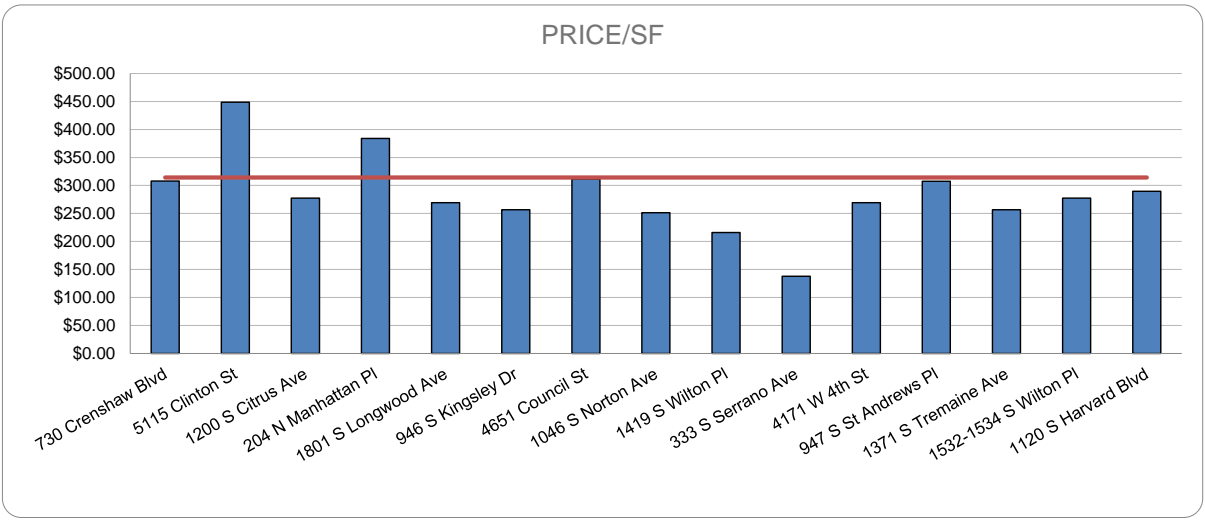 PRICE/SF
$500.00
$450.00
$400.00
$350.00
$300.00
$250.00
$200.00
$150.00
$100.00
$50.00
$0.00
730 Crenshaw Blvd
5115 Clinton St
1200 S Citrus Ave
204 N Manhattan Pl
1801 S Longwood Ave
946 S Kingsley Dr
4651 Council St
1046 S Norton Ave
1419 S Wilton Pl
333 S Serrano Ave
4171 W 4th St
947 S St Andrews Pl
1371 S Tremaine Ave
1532-1534 S Wilton Pl
1120 S Harvard Blvd